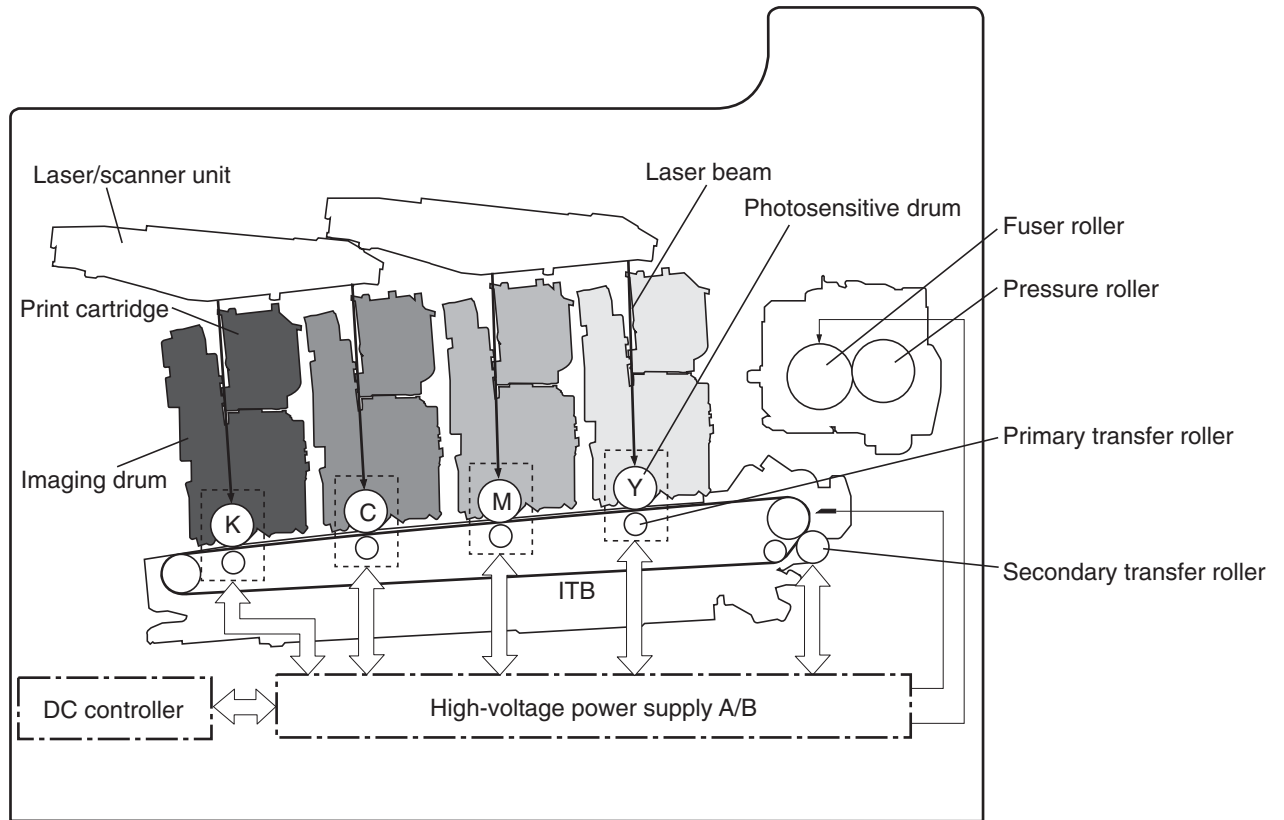 Laser/scanner unit
Laser beam
Photosensitive drum
Fuser roller
Pressure roller
Print cartridge
Primary transfer roller
Imaging drum
K
C
M
Y
Secondary transfer roller
ITB
DC controller
High-voltage power supply A/B